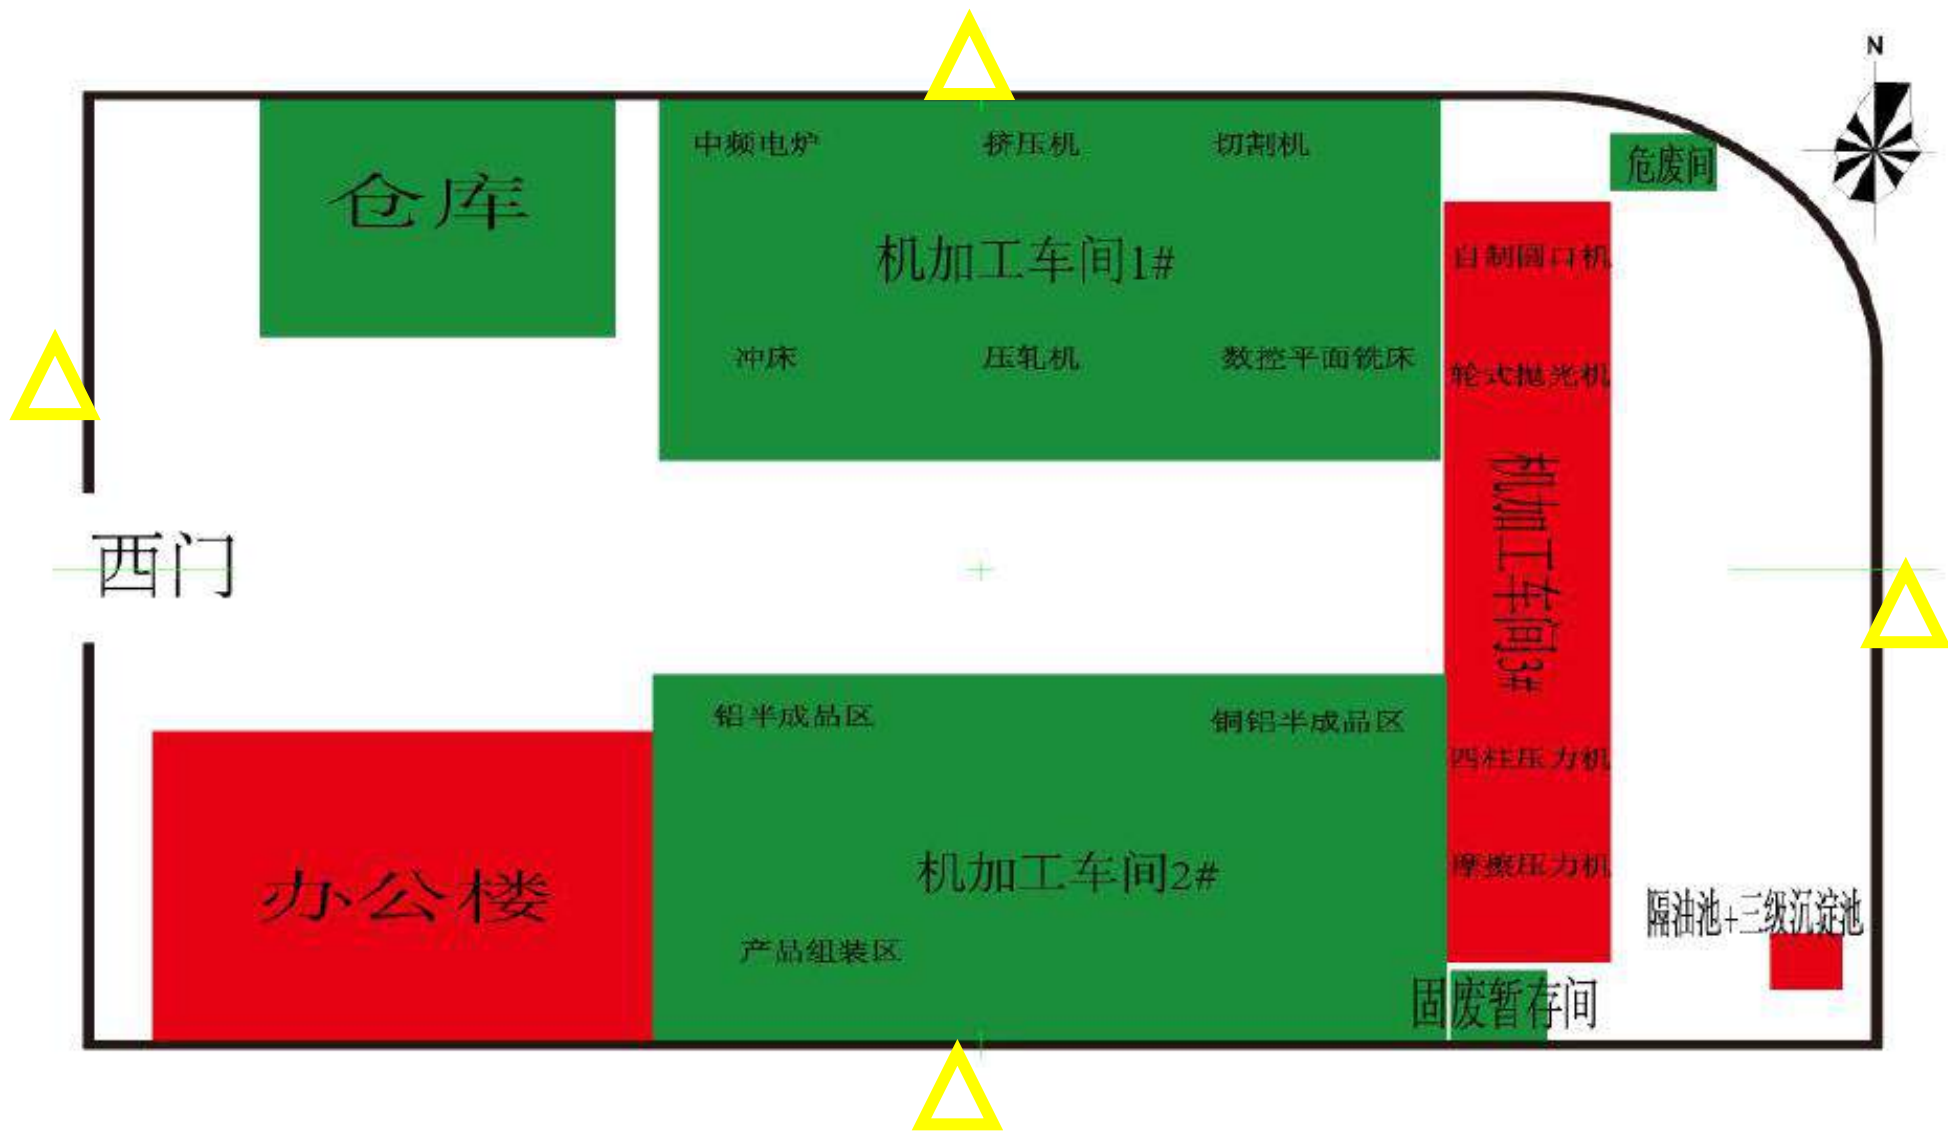 N
中频电炉 挤压机 切割机
危废间
仓库
机加工车间1#
自制圆口机
冲床 压轧机 数控平面铣床
轮式抛光机
机加工车间3#
西门
铝半成品区 铜铝半成品区
四柱压力机
机加工车间2#
摩擦压力机
办公楼
隔油池+三级沉淀池
产品组装区
固废暂存间